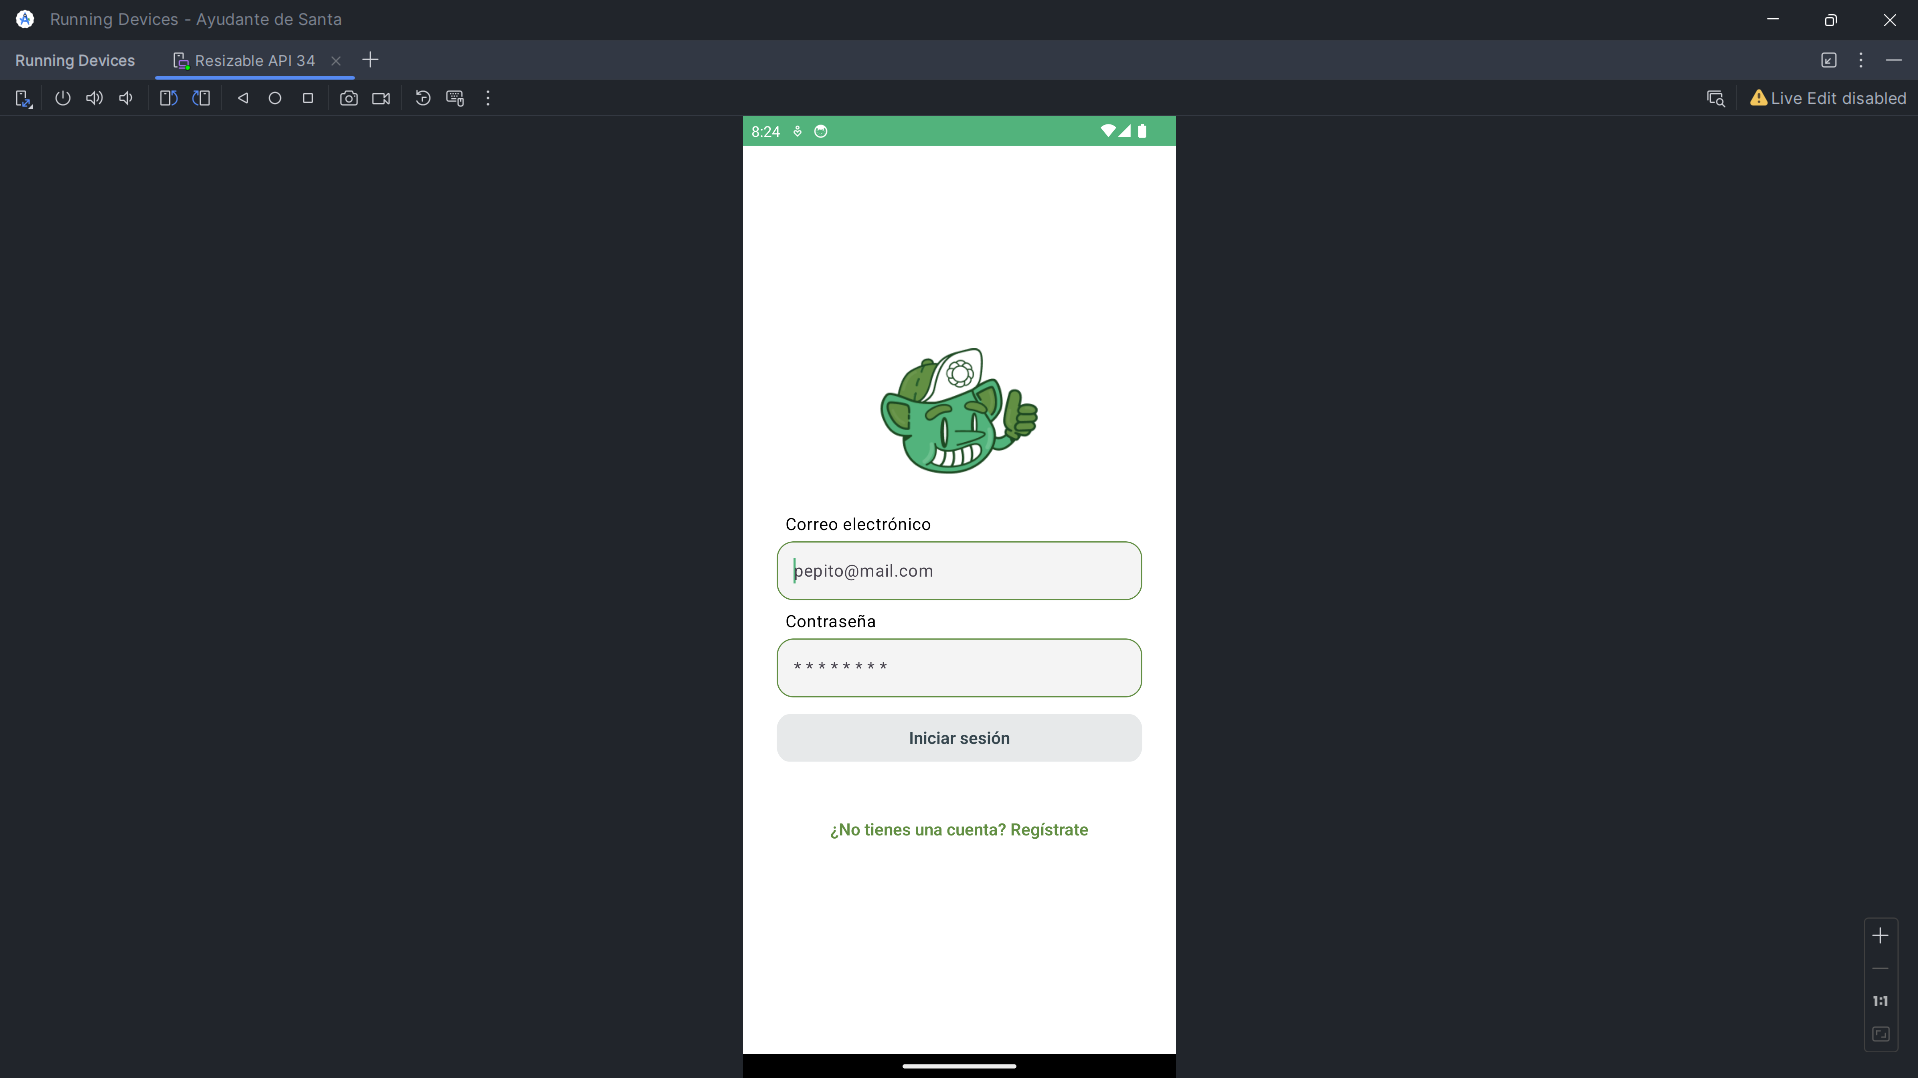 Running Devices - Ayudante de Santa
Running Devices
Resizable API 34
Live Edit disabled
8:24
Correo electrónico
pepito@mail.com
Contraseña
********
Iniciar sesión
¿No tienes una cuenta? Regístrate
1:1